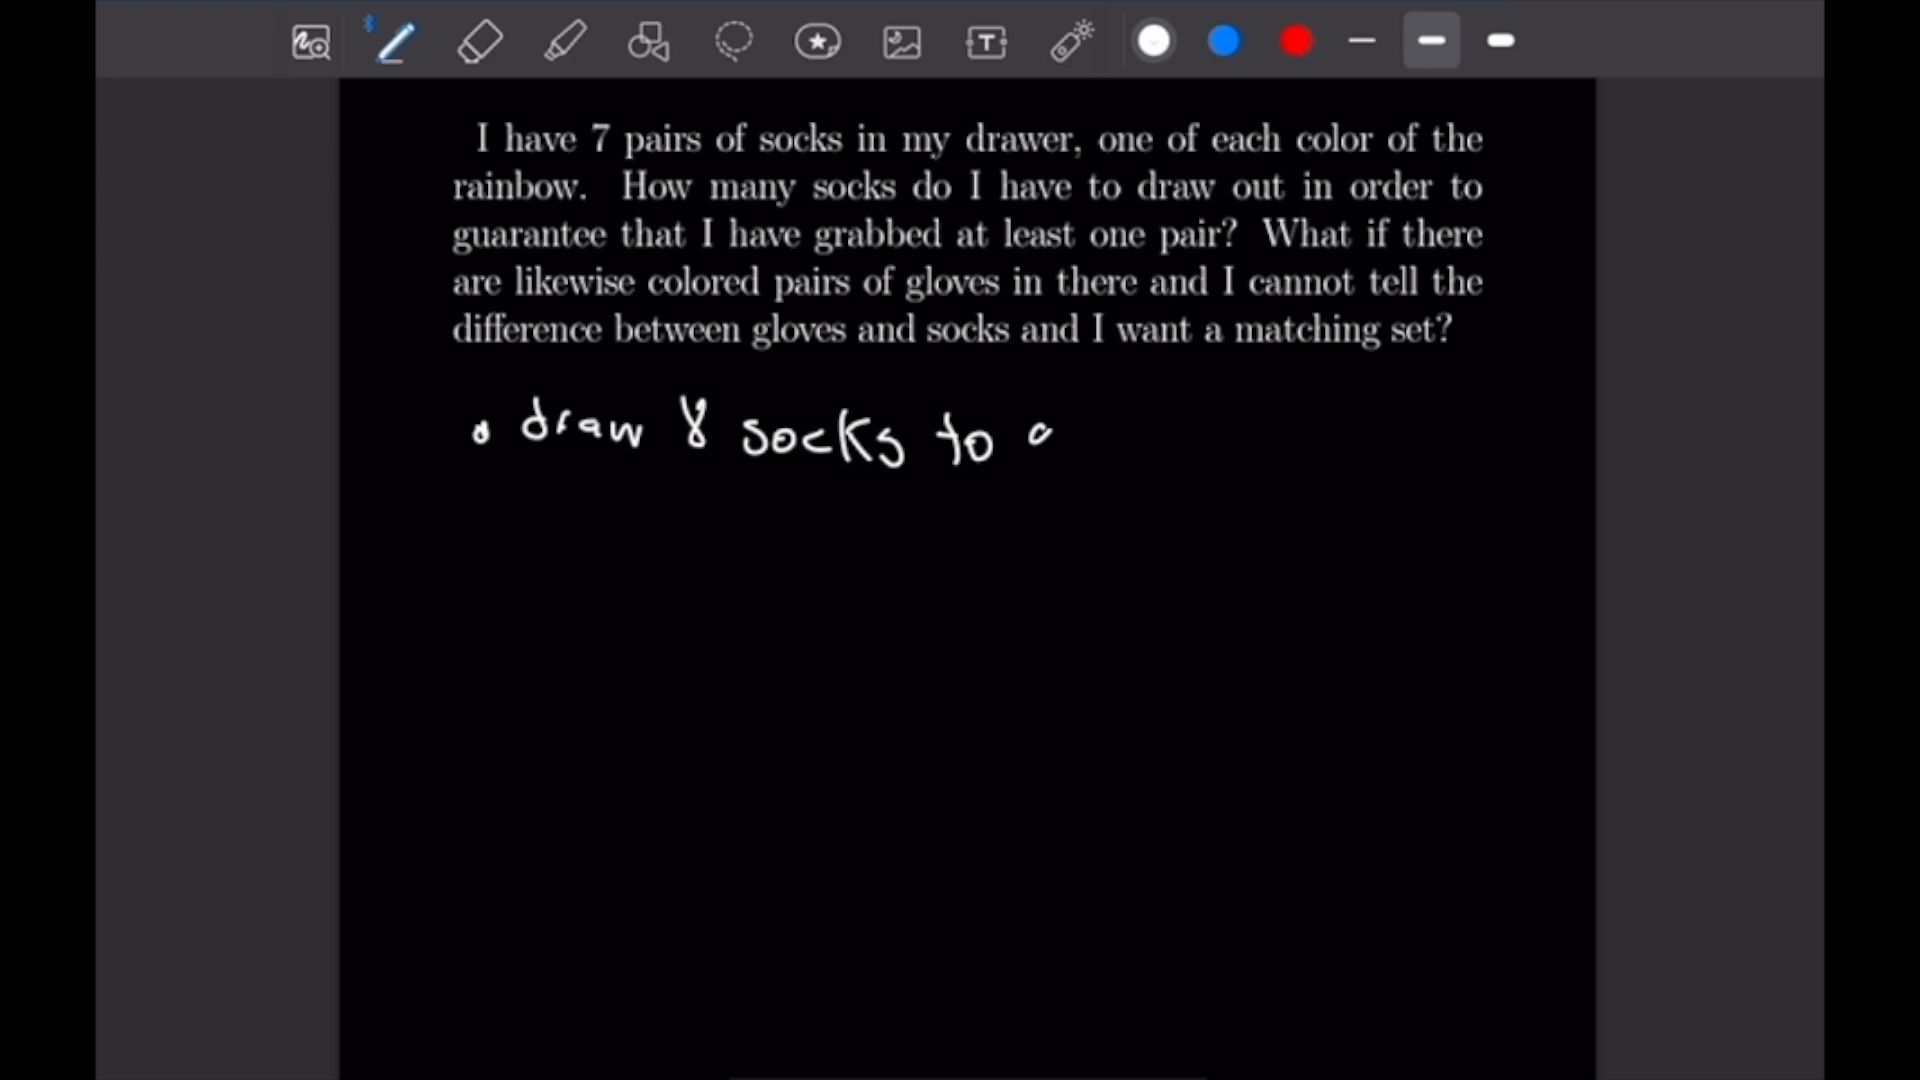 I have 7 pairs of socks in my drawer, one of each color of the
rainbow. How many socks do I have to draw out in order to
guarantee that I have grabbed at least one pair? What if there
are likewise colored pairs of gloves in there and I cannot tell the
difference between gloves and socks and I want a matching set?
• draw 8 socks to